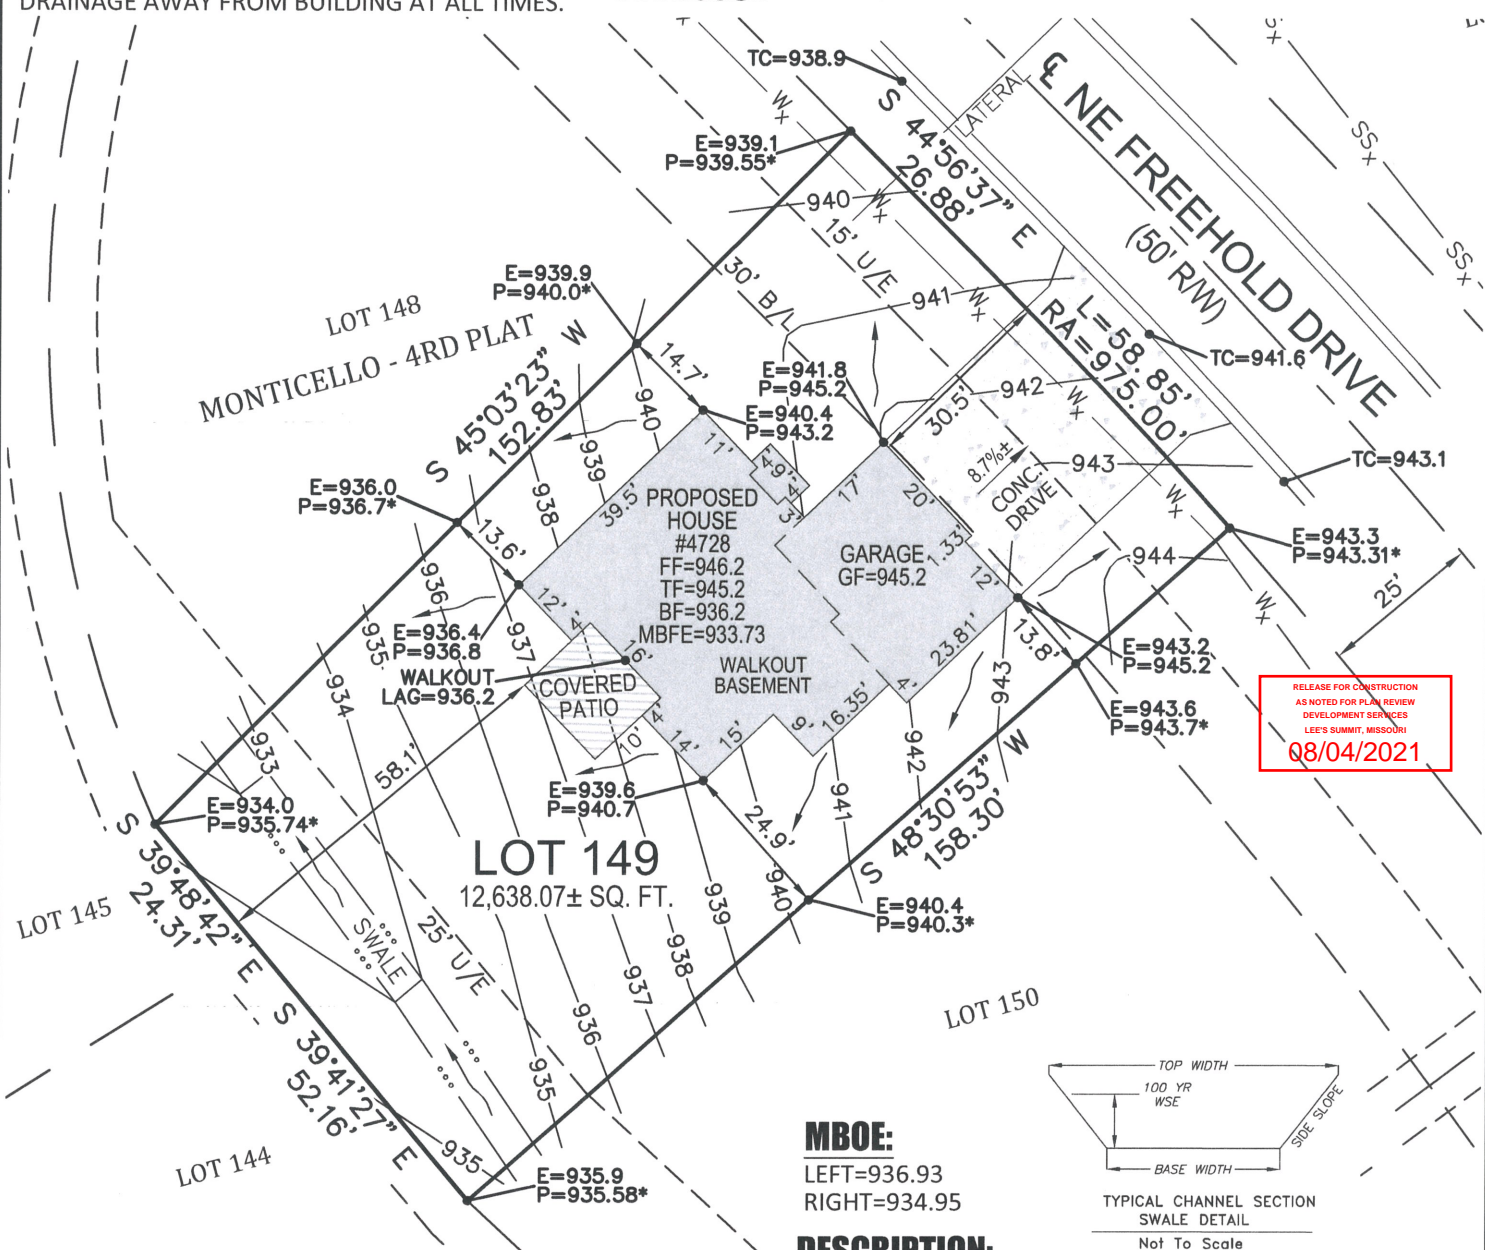 DRAINAGE AWAY FROM BUILDING AT ALL TIMES.
TC=938.9
S 44°56'37" E
26.88'
LATERAL
℄ NE FREEHOLD DRIVE
(50' R/W)
SS
X
SS
X
SS
X
W
X
W
X
W
X
W
X
W
X
W
X
E=939.1
P=939.55*
940
15' U/E
30' B/L
941
L=58.85'
RA=975.00'
TC=941.6
E=939.9
P=940.0*
LOT 148
MONTICELLO - 4RD PLAT
S 45°03'23" W
152.83'
14.7'
940
E=941.8
P=945.2
E=940.4
P=943.2
942
30.5'
8.7%±
CONC.
DRIVE
943
TC=943.1
E=936.0
P=936.7*
13.6'
939
938
39.5'
11'
4'
9'
4'
3'
17'
20'
1.33'
12'
PROPOSED
HOUSE
#4728
FF=946.2
TF=945.2
BF=936.2
MBFE=933.73
GARAGE
GF=945.2
WALKOUT
BASEMENT
E=943.3
P=943.31*
944
25'
936
935
934
933
937
12'
4'
16'
E=936.4
P=936.8
WALKOUT
LAG=936.2
COVERED
PATIO
10'
4'
14'
15'
9'
16.35'
4'
23.81'
13.8'
E=943.2
P=945.2
E=943.6
P=943.7*
943
942
941
RELEASE FOR CONSTRUCTION
AS NOTED FOR PLAN REVIEW
DEVELOPMENT SERVICES
LEE'S SUMMIT, MISSOURI
08/04/2021
58.1'
E=934.0
P=935.74*
E=939.6
P=940.7
24.9'
S 48°30'53" W
158.30'
LOT 149
12,638.07± SQ. FT.
940
939
938
937
936
935
E=940.4
P=940.3*
S 39°48'42" E
24.31'
LOT 145
SWALE
25' U/E
S 39°41'27" E
52.16'
LOT 144
935
E=935.9
P=935.58*
LOT 150
MBOE:
LEFT=936.93
RIGHT=934.95
DESCRIPTION:
TOP WIDTH
100 YR
WSE
SIDE SLOPE
BASE WIDTH
TYPICAL CHANNEL SECTION
SWALE DETAIL
Not To Scale